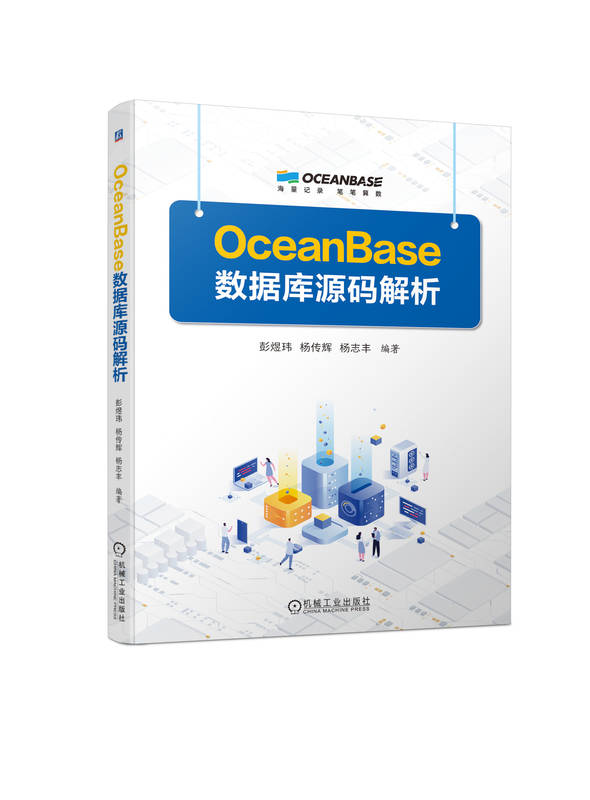 OCEANBASE
海量记录 笔笔算数
OceanBase
数据库源码解析
彭煜玮 杨传辉 杨志丰 编著
机械工业出版社
CHINA MACHINE PRESS
OceanBase数据库源码解析
彭煜玮 杨传辉 杨志丰 编著
机械工业出版社
CHINA MACHINE PRESS